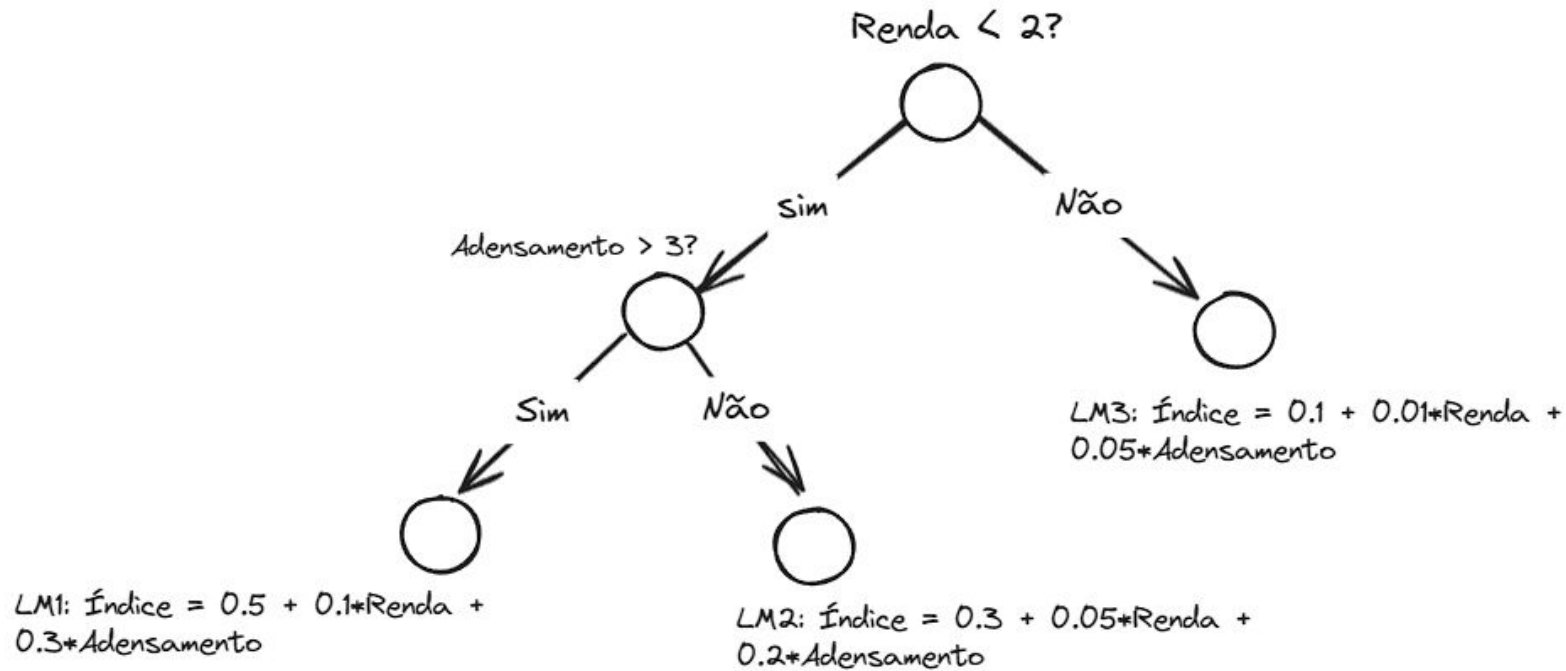 Renda < 2?
Sim
Não
Adensamento > 3?
Sim
Não
LM3: Índice = 0.1 + 0.01*Renda +
0.05*Adensamento
LM1: Índice = 0.5 + 0.1*Renda +
0.3*Adensamento
LM2: Índice = 0.3 + 0.05*Renda +
0.2*Adensamento